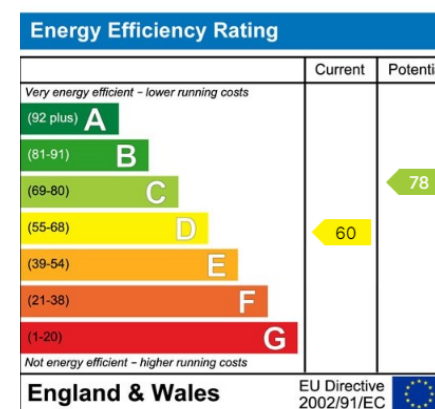 Energy Efficiency Rating
Current
Very energy efficient – lower running costs
(92 plus) A
(81-91) B
(69-80) C
78
(55-68) D
60
(39-54) E
(21-38) F
(1-20) G
Not energy efficient – higher running costs
England & Wales
EU Directive
2002/91/EC